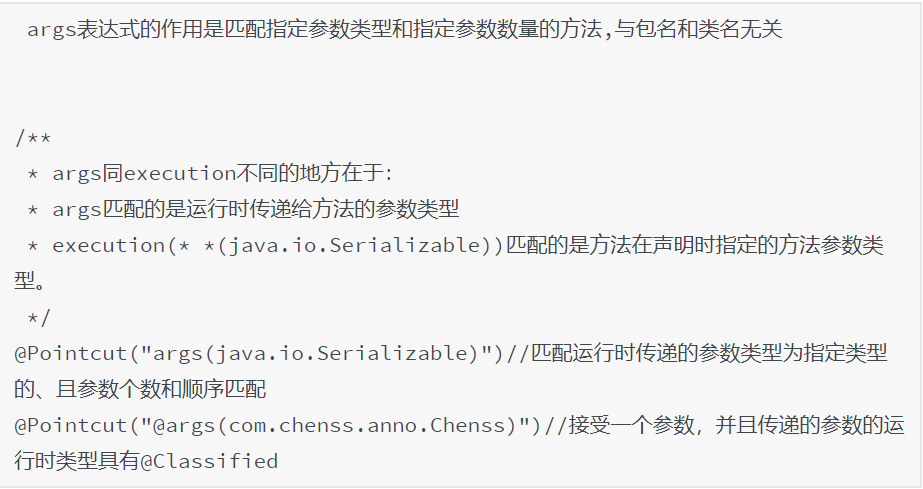 args表达式的作用是匹配指定参数类型和指定参数数量的方法,与包名和类名无关
/**
 * args同execution不同的地方在于:
 * args匹配的是运行时传递给方法的参数类型
 * execution(* *(java.io.Serializable))匹配的是方法在声明时指定的方法参数类
型。
 */
@Pointcut("args(java.io.Serializable)")//匹配运行时传递的参数类型为指定类型
的、且参数个数和顺序匹配
@Pointcut("@args(com.chenss.anno.Chenss)")//接受一个参数，并且传递的参数的运
行时类型具有@Classified